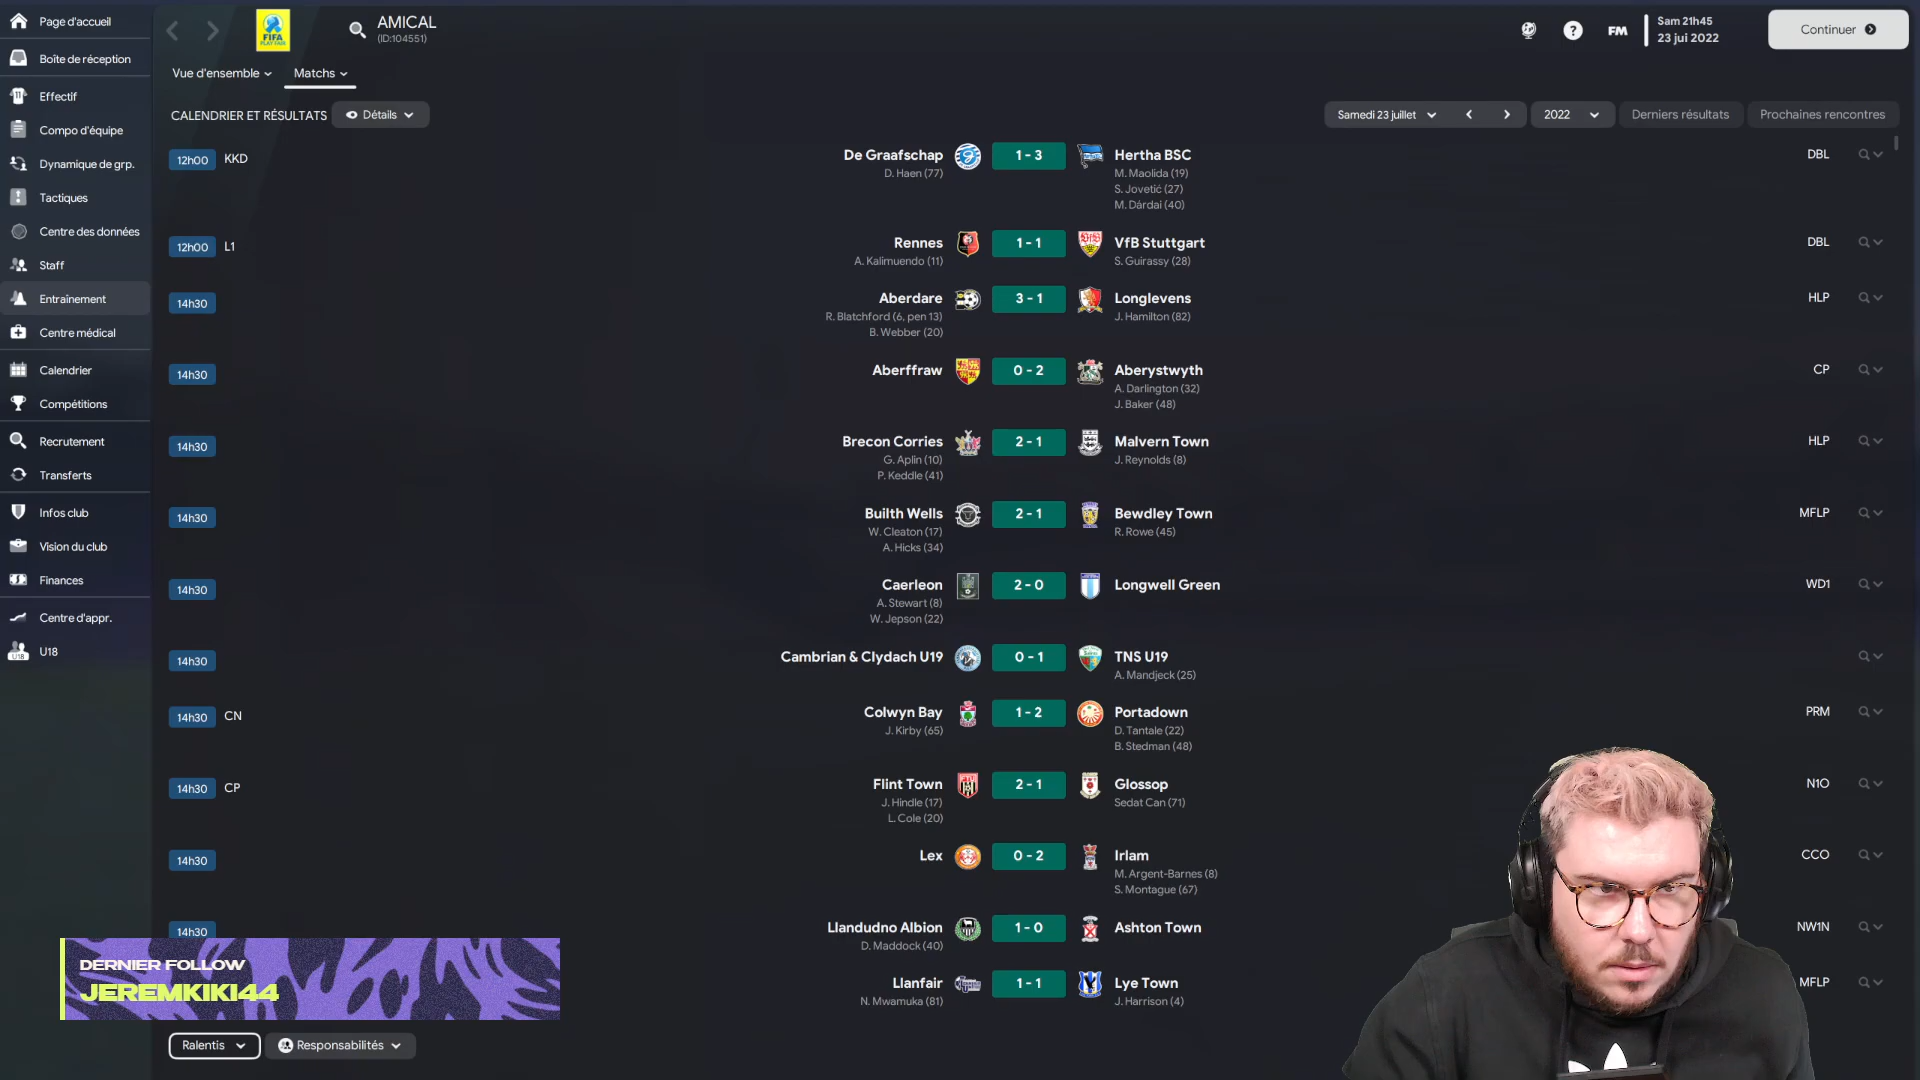 Page d'accueil
AMICAL
(ID:104551)
FM
Sam 21h45
23 jui 2022
Continuer
Boîte de réception
Vue d'ensemble
Matchs
Effectif
CALENDRIER ET RÉSULTATS
Détails
Samedi 23 juillet
2022
Derniers résultats
Prochaines rencontres
Compo d'équipe
Dynamique de grp.
Tactiques
Centre des données
Staff
Entraînement
Centre médical
Calendrier
Compétitions
Recrutement
Transferts
Infos club
Vision du club
Finances
Centre d'appr.
U18
12h00 KKD De Graafschap 1 - 3 Hertha BSC DBL
D. Haen (77) M. Maolida (19)
S. Jovetić (27)
M. Dárdai (40)
12h00 L1 Rennes 1 - 1 VfB Stuttgart DBL
A. Kalimuendo (11) S. Guirassy (28)
14h30 Aberdare 3 - 1 Longlevens HLP
R. Blatchford (6, pen 13) J. Hamilton (82)
B. Webber (20)
14h30 Aberffraw 0 - 2 Aberystwyth CP
A. Darlington (32)
J. Baker (48)
14h30 Brecon Corries 2 - 1 Malvern Town HLP
G. Aplin (10) J. Reynolds (8)
P. Keddle (41)
14h30 Builth Wells 2 - 1 Bewdley Town MFLP
W. Cleaton (17) R. Rowe (45)
A. Hicks (34)
14h30 Caerleon 2 - 0 Longwell Green WD1
A. Stewart (8)
W. Jepson (22)
14h30 Cambrian & Clydach U19 0 - 1 TNS U19
A. Mandjeck (25)
14h30 CN Colwyn Bay 1 - 2 Portadown PRM
J. Kirby (65) D. Tantale (22)
B. Stedman (48)
14h30 CP Flint Town 2 - 1 Glossop N1O
J. Hindle (17) Sedat Can (71)
L. Cole (20)
14h30 Lex 0 - 2 Irlam CCO
M. Argent-Barnes (8)
S. Montague (67)
14h30 Llandudno Albion 1 - 0 Ashton Town NW1N
D. Maddock (40)
Llanfair 1 - 1 Lye Town MFLP
N. Mwamuka (81) J. Harrison (4)
DERNIER FOLLOW
JEREMKIKI44
Ralentis
Responsabilités